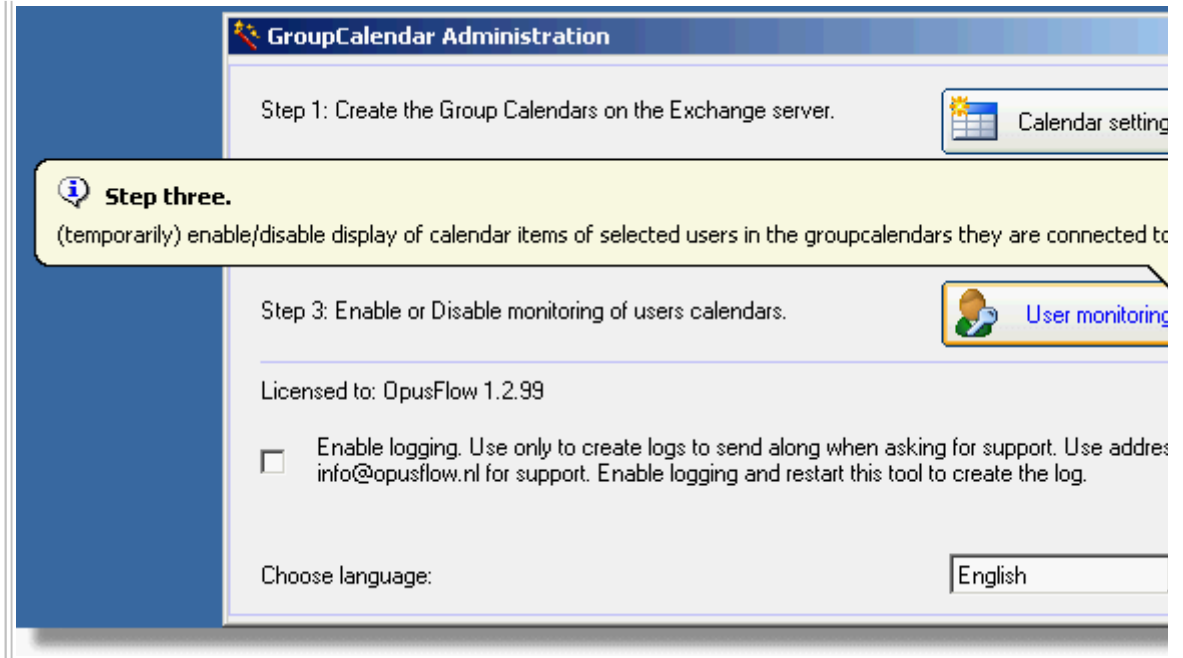 GroupCalendar Administration
Step 1: Create the Group Calendars on the Exchange server.
Calendar setting
Step three.
(temporarily) enable/disable display of calendar items of selected users in the groupcalendars they are connected to
Step 3: Enable or Disable monitoring of users calendars.
User monitoring
Licensed to: OpusFlow 1.2.99
Enable logging. Use only to create logs to send along when asking for support. Use addres
info@opusflow.nl for support. Enable logging and restart this tool to create the log.
Choose language:
English